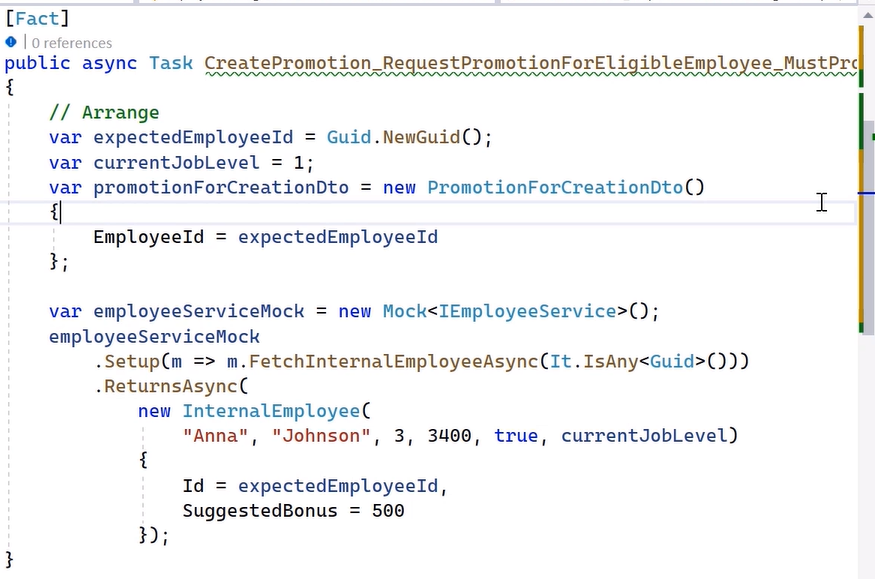 [Fact]
0 references
public async Task CreatePromotion_RequestPromotionForEligibleEmployee_MustPro
{
// Arrange
var expectedEmployeeId = Guid.NewGuid();
var currentJobLevel = 1;
var promotionForCreationDto = new PromotionForCreationDto()
{
EmployeeId = expectedEmployeeId
};
var employeeServiceMock = new Mock<IEmployeeService>();
employeeServiceMock
.Setup(m => m.FetchInternalEmployeeAsync(It.IsAny<Guid>()))
.ReturnsAsync(
new InternalEmployee(
"Anna", "Johnson", 3, 3400, true, currentJobLevel)
{
Id = expectedEmployeeId,
SuggestedBonus = 500
});
}